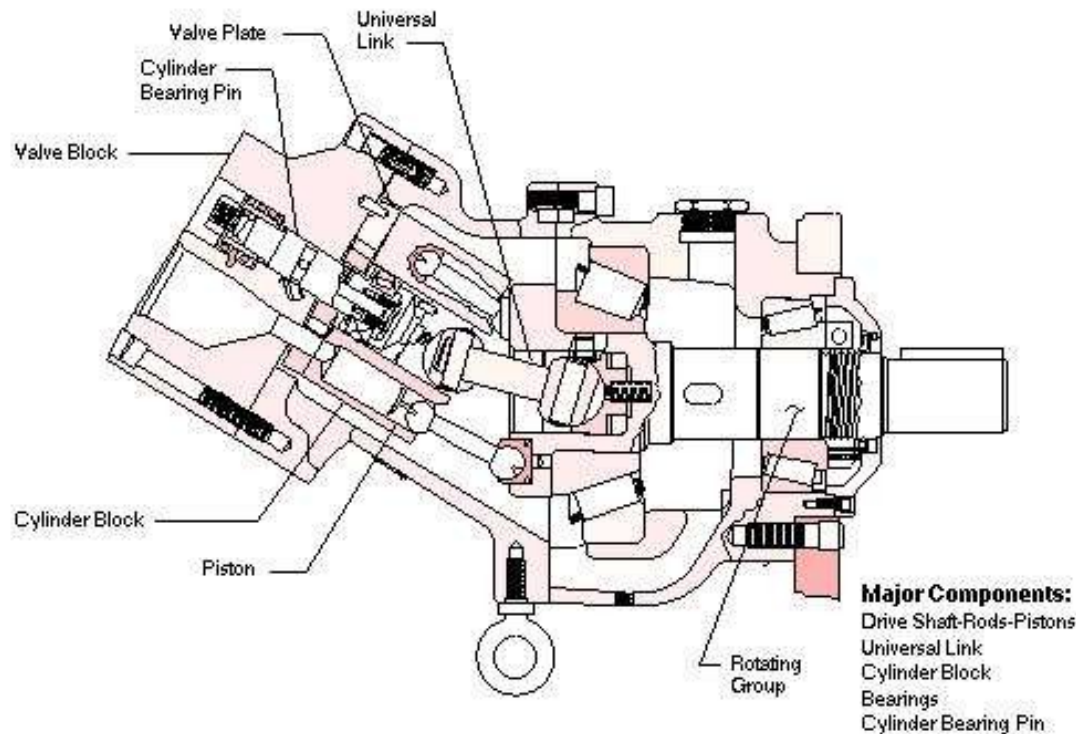 Universal
Link
Valve Plate
Cylinder
Bearing Pin
Valve Block
Cylinder Block
Piston
Rotating
Group
Major Components:
Drive Shaft-Rods-Pistons
Universal Link
Cylinder Block
Bearings
Cylinder Bearing Pin